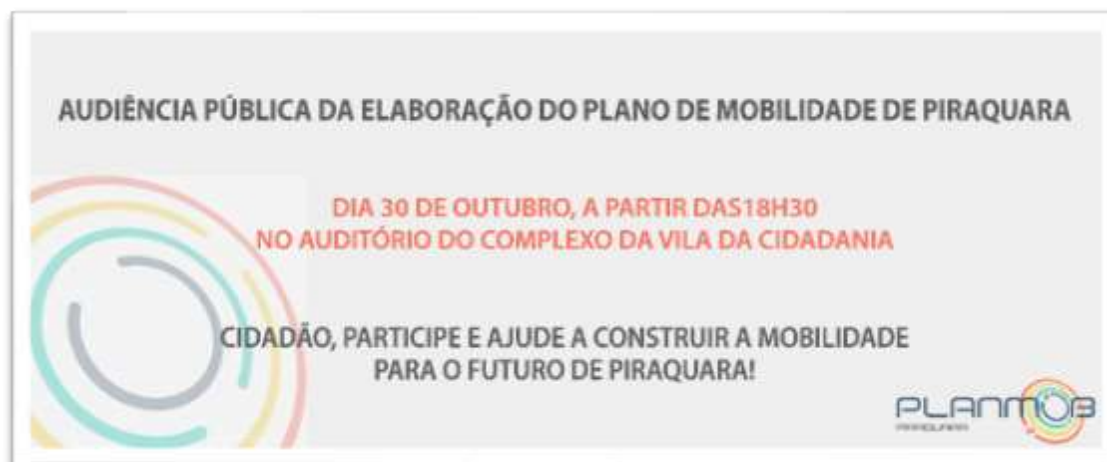 AUDIÊNCIA PÚBLICA DA ELABORAÇÃO DO PLANO DE MOBILIDADE DE PIRAQUARA
DIA 30 DE OUTUBRO, A PARTIR DAS18H30
NO AUDITÓRIO DO COMPLEXO DA VILA DA CIDADANIA
CIDADÃO, PARTICIPE E AJUDE A CONSTRUIR A MOBILIDADE
PARA O FUTURO DE PIRAQUARA!
PLANMOB
PIRAQUARA